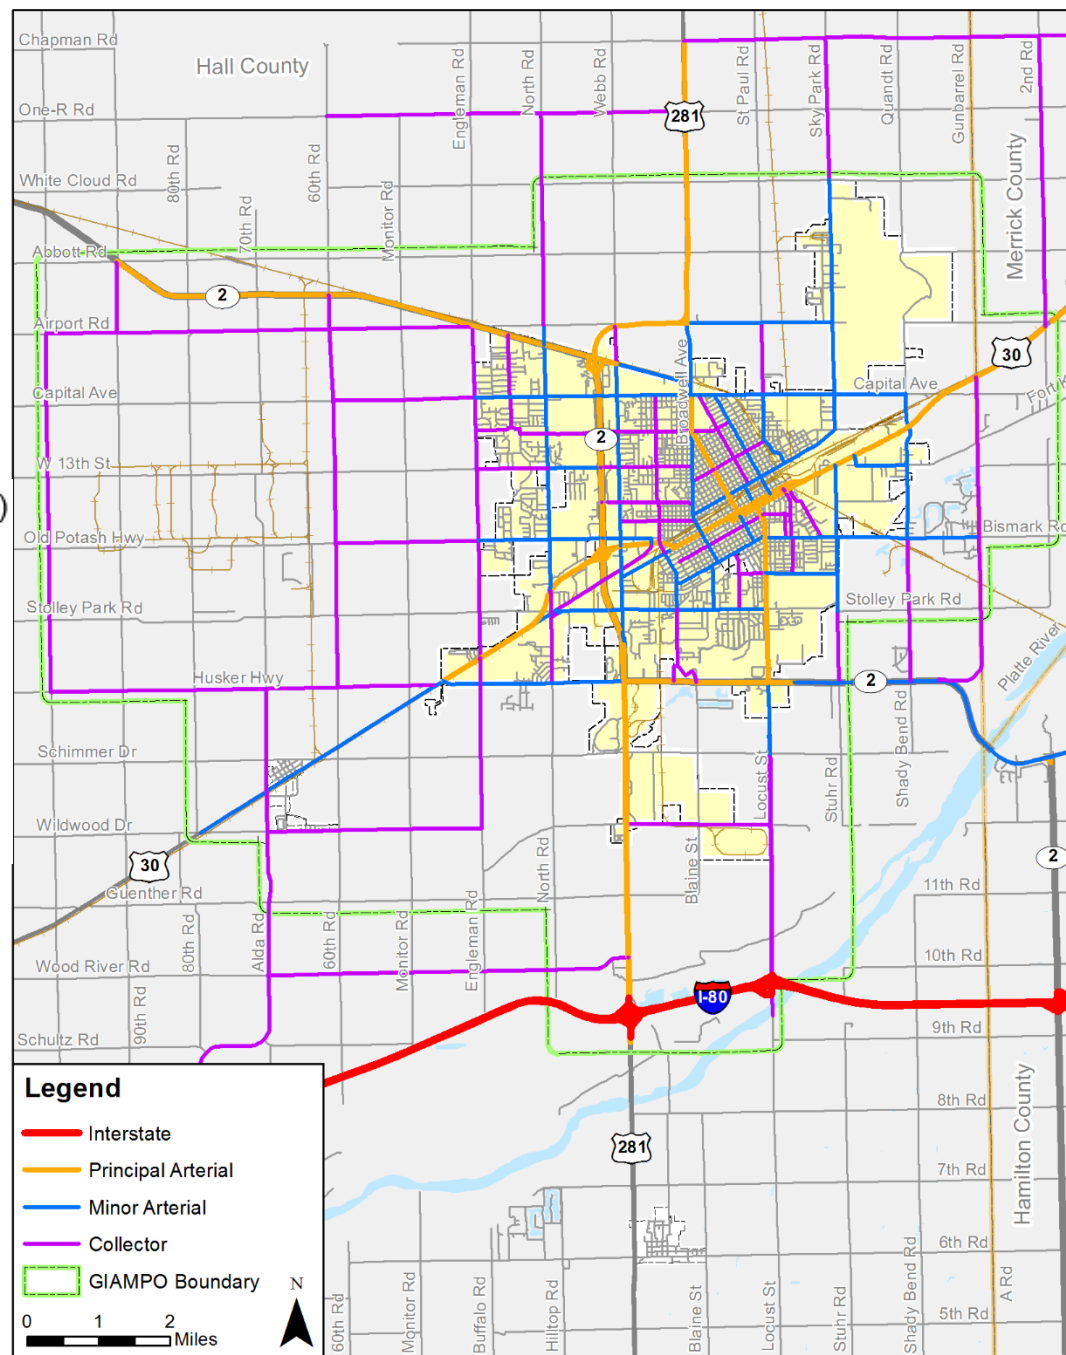 Chapman Rd
Hall County
Engleman Rd
North Rd
Webb Rd
281
St Paul Rd
Sky Park Rd
Quandt Rd
Gunbarrel Rd
2nd Rd
One-R Rd
White Cloud Rd
80th Rd
70th Rd
60th Rd
Monitor Rd
Merrick County
Abbott Rd
2
Airport Rd
30
Broadwell Ave
Capital Ave
Capital Ave
2
W 13th St
)
Old Potash Hwy
Bismark Rd
Stolley Park Rd
Stolley Park Rd
Platte River
Husker Hwy
2
Schimmer Dr
Locust St
Stuhr Rd
Shady Bend Rd
Wildwood Dr
30
2
Guenther Rd
North Rd
Blaine St
11th Rd
80th Rd
Alda Rd
60th Rd
Monitor Rd
Engleman Rd
Wood River Rd
10th Rd
I-80
90th Rd
Schultz Rd
9th Rd
Hamilton County
8th Rd
281
7th Rd
6th Rd
5th Rd
60th Rd
Monitor Rd
Buffalo Rd
Hilltop Rd
Blaine St
Locust St
Stuhr Rd
Shady Bend Rd
A Rd
Legend
Interstate
Principal Arterial
Minor Arterial
Collector
GIAMPO Boundary
N
0 1 2
Miles